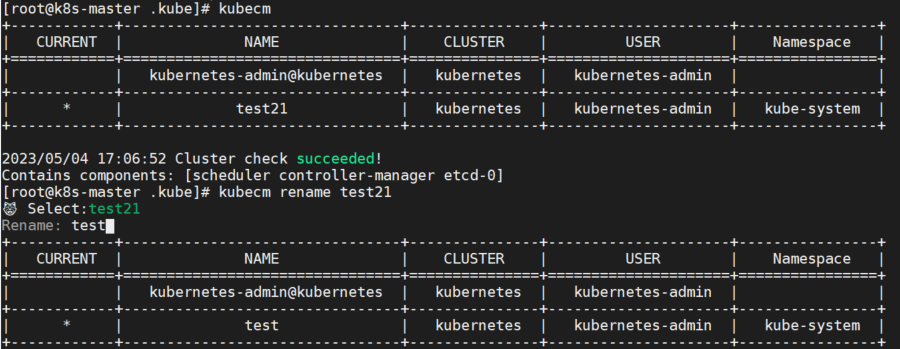 [root@k8s-master .kube]# kubecm
+------------+-----------------------------------+----------------+-------------------+---------------+
|   CURRENT  |               NAME                |    CLUSTER     |       USER        |   Namespace   |
+============+===================================+================+===================+===============+
|            |   kubernetes-admin@kubernetes     |   kubernetes   | kubernetes-admin  |               |
+------------+-----------------------------------+----------------+-------------------+---------------+
|     *      |              test21               |   kubernetes   | kubernetes-admin  |  kube-system  |
+------------+-----------------------------------+----------------+-------------------+---------------+
2023/05/04 17:06:52 Cluster check succeeded!
Contains components: [scheduler controller-manager etcd-0]
[root@k8s-master .kube]# kubecm rename test21
😸 Select:test21
Rename: test
+------------+-----------------------------------+----------------+-------------------+---------------+
|   CURRENT  |               NAME                |    CLUSTER     |       USER        |   Namespace   |
+============+===================================+================+===================+===============+
|            |   kubernetes-admin@kubernetes     |   kubernetes   | kubernetes-admin  |               |
+------------+-----------------------------------+----------------+-------------------+---------------+
|     *      |               test                |   kubernetes   | kubernetes-admin  |  kube-system  |
+------------+-----------------------------------+----------------+-------------------+---------------+